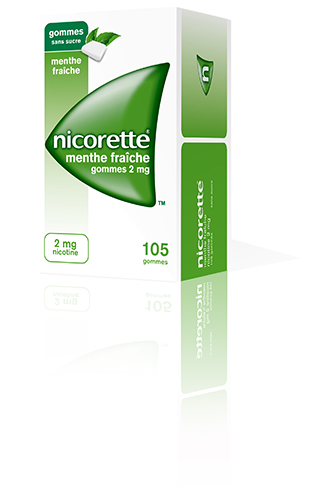 gommes
sans sucre
menthe
fraîche
nicorette®
menthe fraîche
gommes 2 mg
TM
2 mg
nicotine
105
gommes
n
nicorette®